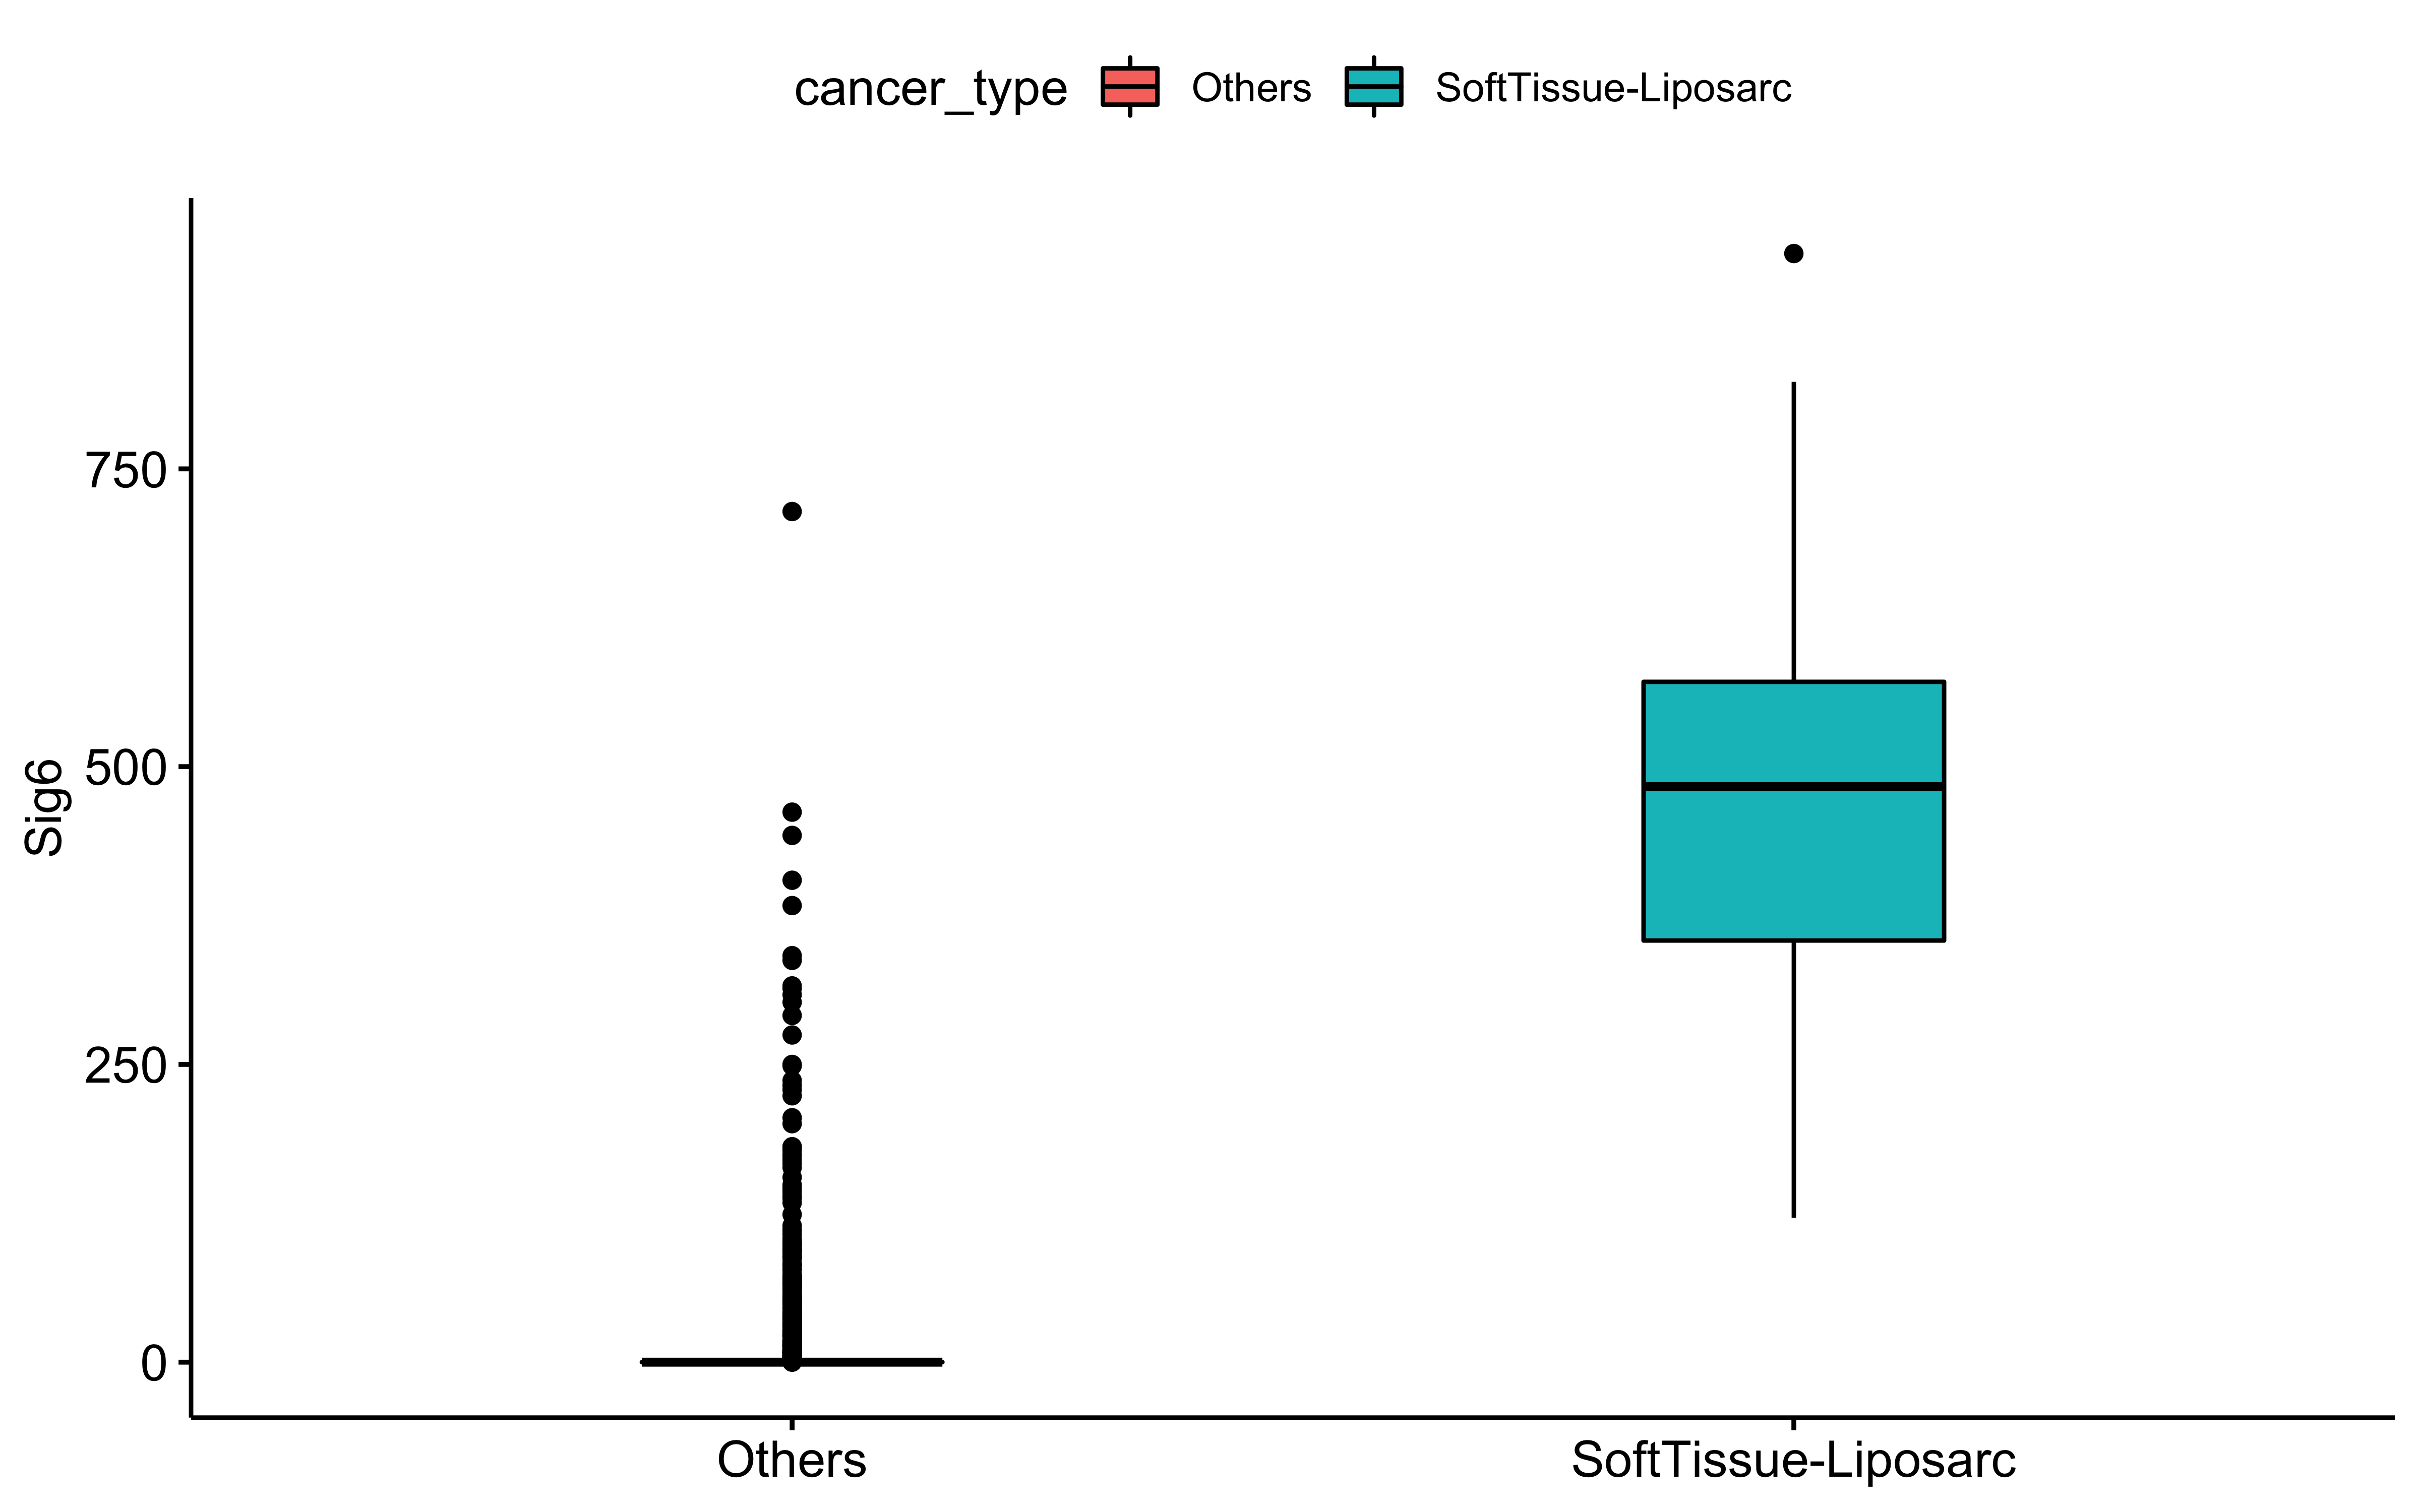 cancer_type Others SoftTissue-Liposarc
750
500
250
0
Sig6
Others SoftTissue-Liposarc